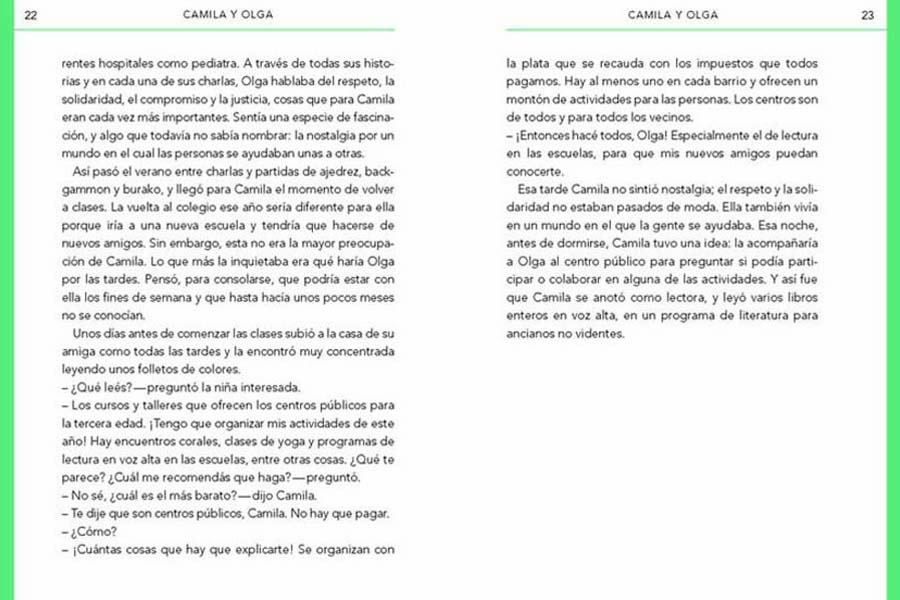 22
CAMILA Y OLGA
rentes hospitales como pediatra. A través de todas sus histo-
rias y en cada una de sus charlas, Olga hablaba del respeto, la
solidaridad, el compromiso y la justicia, cosas que para Camila
eran cada vez más importantes. Sentía una especie de fascina-
ción, y algo que todavía no sabía nombrar: la nostalgia por un
mundo en el cual las personas se ayudaban unas a otras.
Así pasó el verano entre charlas y partidas de ajedrez, back-
gammon y burako, y llegó para Camila el momento de volver
a clases. La vuelta al colegio ese año sería diferente para ella
porque iría a una nueva escuela y tendría que hacerse de
nuevos amigos. Sin embargo, esta no era la mayor preocupa-
ción de Camila. Lo que más la inquietaba era qué haría Olga
por las tardes. Pensó, para consolarse, que podría estar con
ella los fines de semana y que hasta hacía unos pocos meses
no se conocían.
Unos días antes de comenzar las clases subió a la casa de su
amiga como todas las tardes y la encontró muy concentrada
leyendo unos folletos de colores.
– ¿Qué leés?—preguntó la niña interesada.
– Los cursos y talleres que ofrecen los centros públicos para
la tercera edad. ¡Tengo que organizar mis actividades de este
año! Hay encuentros corales, clases de yoga y programas de
lectura en voz alta en las escuelas, entre otras cosas. ¿Qué te
parece? ¿Cuál me recomendás que haga?—preguntó.
– No sé, ¿cuál es el más barato?—dijo Camila.
– Te dije que son centros públicos, Camila. No hay que pagar.
– ¿Cómo?
– ¡Cuántas cosas que hay que explicarte! Se organizan con
CAMILA Y OLGA
23
la plata que se recauda con los impuestos que todos
pagamos. Hay al menos uno en cada barrio y ofrecen un
montón de actividades para las personas. Los centros son
de todos y para todos los vecinos.
– ¡Entonces hacé todos, Olga! Especialmente el de lectura
en las escuelas, para que mis nuevos amigos puedan
conocerte.
Esa tarde Camila no sintió nostalgia; el respeto y la soli-
daridad no estaban pasados de moda. Ella también vivía
en un mundo en el que la gente se ayudaba. Esa noche,
antes de dormirse, Camila tuvo una idea: la acompañaría
a Olga al centro público para preguntar si podía parti-
cipar o colaborar en alguna de las actividades. Y así fue
que Camila se anotó como lectora, y leyó varios libros
enteros en voz alta, en un programa de literatura para
ancianos no videntes.